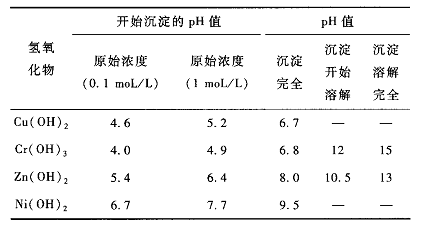 氢氧化物 开始沉淀的 pH 值 pH 值
原始浓度 (0.1 moL/L) 原始浓度 (1 moL/L) 沉淀完全 沉淀开始溶解 沉淀溶解完全
Cu(OH)₂ 4.6 5.2 6.7 — —
Cr(OH)₃ 4.0 4.9 6.8 12 15
Zn(OH)₂ 5.4 6.4 8.0 10.5 13
Ni(OH)₂ 6.7 7.7 9.5 — —